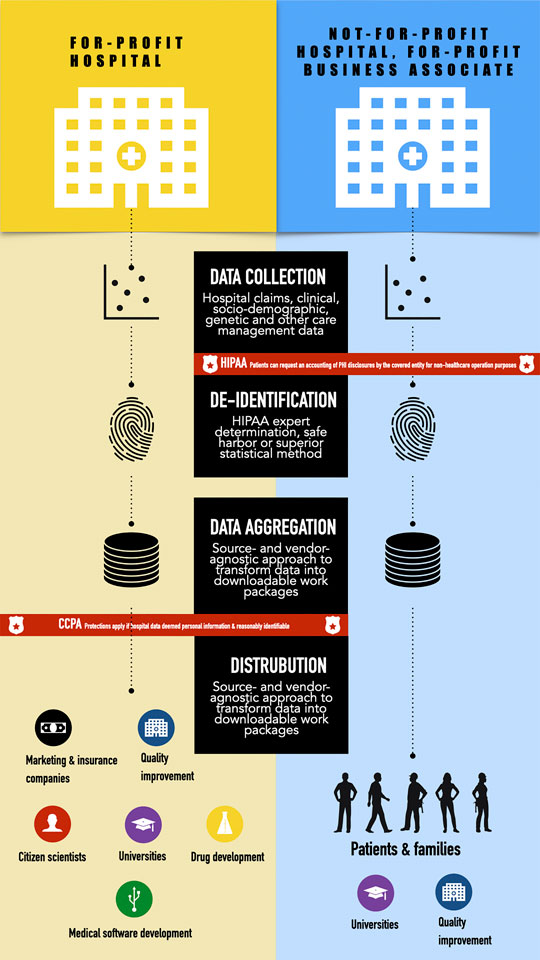 FOR-PROFIT
HOSPITAL
NOT-FOR-PROFIT
HOSPITAL, FOR-PROFIT
BUSINESS ASSOCIATE
DATA COLLECTION
Hospital claims, clinical,
socio-demographic,
genetic and other care
management data
HIPAA Patients can request an accounting of PHI disclosures by the covered entity for non-healthcare operation purposes
DE-IDENTIFICATION
HIPAA expert
determination, safe
harbor or superior
statistical method
DATA AGGREGATION
Source- and vendor-
agnostic approach to
transform data into
downloadable work
packages
CCPA Protections apply if hospital data deemed personal information & reasonably identifiable
DISTRUBUTION
Source- and vendor-
agnostic approach to
transform data into
downloadable work
packages
Marketing & insurance
companies
Quality
improvement
Citizen scientists
Universities
Drug development
Medical software development
Patients & families
Universities
Quality
improvement